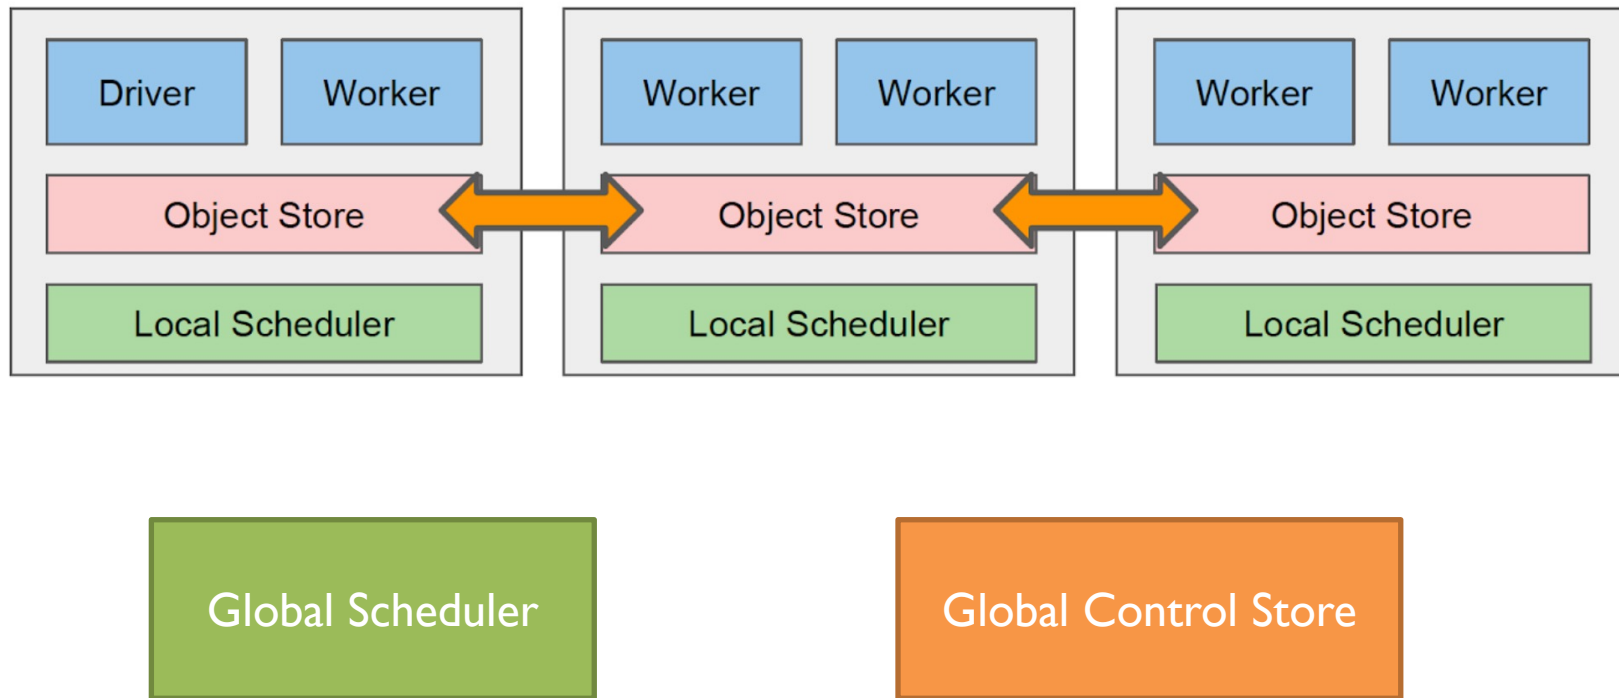 Driver
Worker
Worker
Worker
Worker
Worker
Object Store
Object Store
Object Store
Local Scheduler
Local Scheduler
Local Scheduler
Global Scheduler
Global Control Store